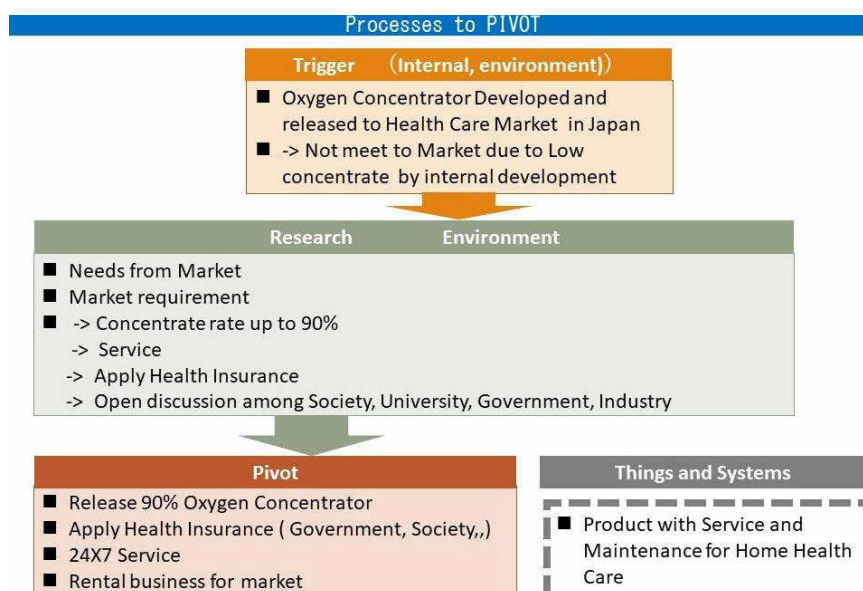 Processes to PIVOT
Trigger (Internal, environment))
■ Oxygen Concentrator Developed and
released to Health Care Market in Japan
■ -> Not meet to Market due to Low
concentrate by internal development
Research Environment
■ Needs from Market
■ Market requirement
■ -> Concentrate rate up to 90%
-> Service
-> Apply Health Insurance
-> Open discussion among Society, University, Government, Industry
Pivot
■ Release 90% Oxygen Concentrator
■ Apply Health Insurance ( Government, Society,,)
■ 24X7 Service
■ Rental business for market
Things and Systems
■ Product with Service and
Maintenance for Home Health
Care